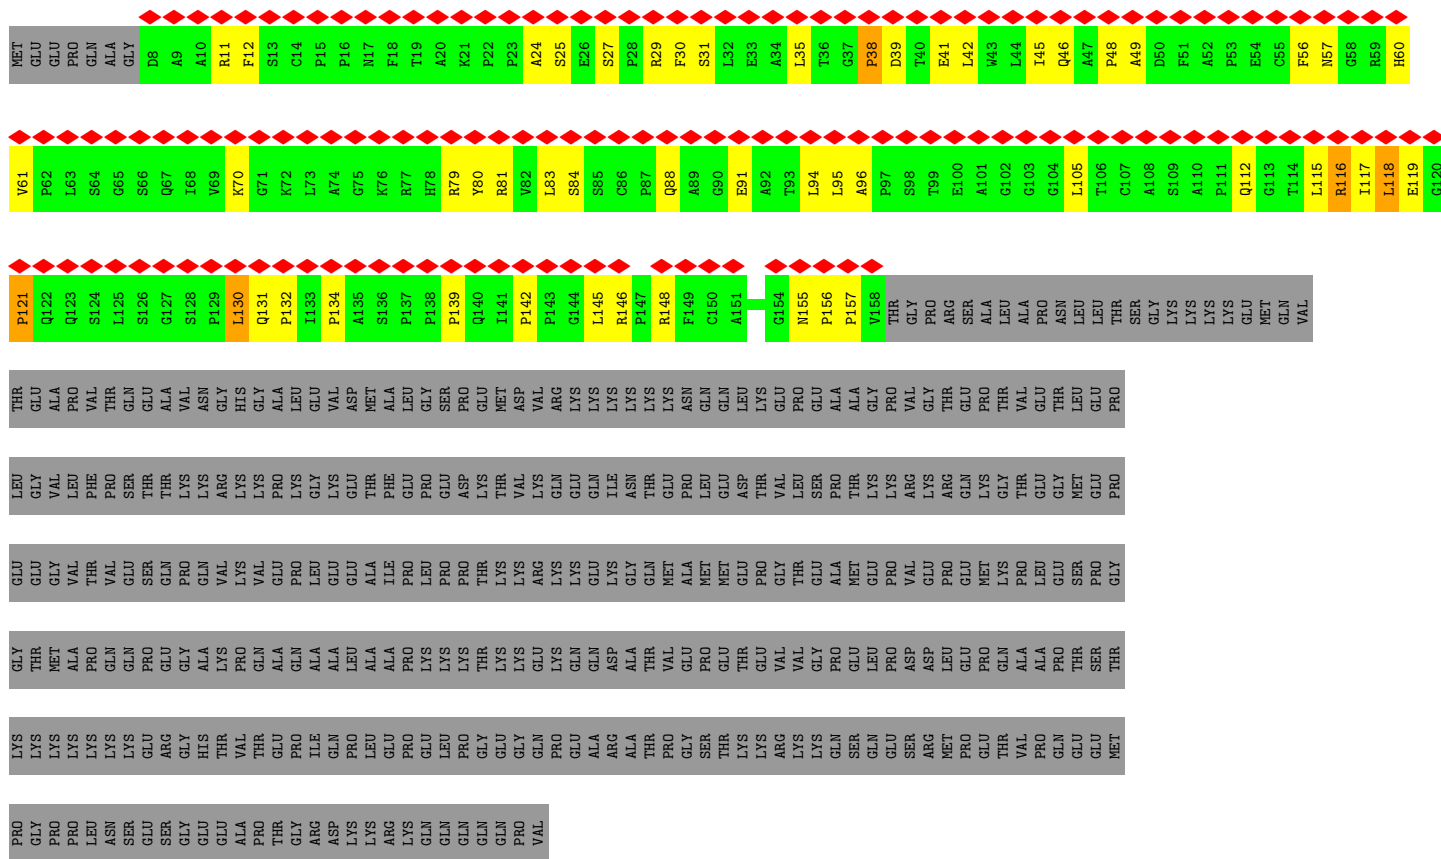 MET GLU GLU PRO GLN ALA GLY D8 A9 A10 R11 F12 S13 C14 P15 P16 N17 F18 T19 A20 K21 P22 P23 A24 S25 E26 S27 P28 R29 F30 S31 L32 E33 A34 L35 T36 G37 P38 D39 T40 E41 L42 W43 L44 I45 Q46 A47 P48 A49 D50 F51 A52 P53 E54 C55 F56 N57 G58 R59 H60
V61 P62 L63 S64 G65 S66 Q67 I68 V69 K70 G71 K72 L73 A74 G75 K76 R77 H78 R79 Y80 R81 V82 L83 S84 S85 C86 P87 Q88 A89 G90 E91 A92 T93 L94 L95 A96 P97 S98 T99 E100 A101 G102 G103 G104 L105 T106 C107 A108 S109 A110 P111 Q112 G113 T114 L115 R116 I117 L118 E119 G120
P121 Q122 Q123 S124 L125 S126 G127 S128 P129 L130 Q131 P132 I133 P134 A135 S136 P137 P138 P139 Q140 I141 P142 P143 G144 L145 R146 P147 R148 F149 C150 A151 G154 N155 P156 P157 V158 THR GLY PRO ARG SER ALA LEU ALA PRO ASN LEU LEU THR SER GLY LYS LYS LYS LYS GLU MET GLN VAL
THR GLU ALA PRO VAL THR GLN GLU ALA VAL ASN GLY HIS GLY ALA LEU GLU VAL ASP MET ALA LEU GLY SER PRO GLU MET ASP VAL ARG LYS LYS LYS LYS LYS LYS ASN GLN GLN LEU LYS GLU PRO GLU ALA ALA GLY PRO VAL GLY THR GLU PRO THR VAL GLU THR LEU GLU PRO
LEU GLY VAL LEU PHE PRO SER THR THR LYS LYS ARG LYS LYS PRO LYS GLY LYS GLU THR PHE GLU PRO GLU ASP LYS THR VAL LYS GLN GLU GLN ILE ASN THR GLU PRO LEU GLU ASP THR VAL LEU SER PRO THR LYS LYS ARG LYS ARG GLN LYS GLY THR GLU GLY MET GLU PRO
GLU GLU GLY VAL THR VAL GLU SER GLN PRO GLN VAL LYS VAL GLU PRO LEU GLU GLU ALA ILE PRO LEU PRO PRO THR LYS LYS ARG LYS LYS GLU LYS GLY GLN MET ALA MET MET GLU PRO GLY THR GLU ALA MET GLU PRO VAL GLU PRO GLU MET LYS PRO LEU GLU SER PRO GLY
GLY THR MET ALA PRO GLN GLN PRO GLU GLY ALA LYS PRO GLN ALA GLN ALA ALA LEU ALA ALA PRO LYS LYS LYS THR LYS LYS GLU LYS GLN GLN ASP ALA THR VAL GLU PRO GLU THR GLU VAL VAL GLY PRO GLU LEU PRO ASP ASP LEU GLU PRO GLN ALA ALA PRO THR SER THR
LYS LYS LYS LYS LYS LYS LYS GLU ARG GLY HIS THR VAL THR GLU PRO ILE GLN PRO LEU GLU PRO GLU LEU PRO GLY GLU GLY GLN PRO GLU ALA ARG ALA THR PRO GLY SER THR LYS LYS ARG LYS LYS GLN SER GLN GLU SER ARG MET PRO GLU THR VAL PRO GLN GLU GLU MET
PRO GLY PRO PRO LEU ASN SER GLU SER GLY GLU GLU ALA PRO THR GLY ARG ASP LYS LYS ARG LYS GLN GLN GLN GLN GLN PRO VAL